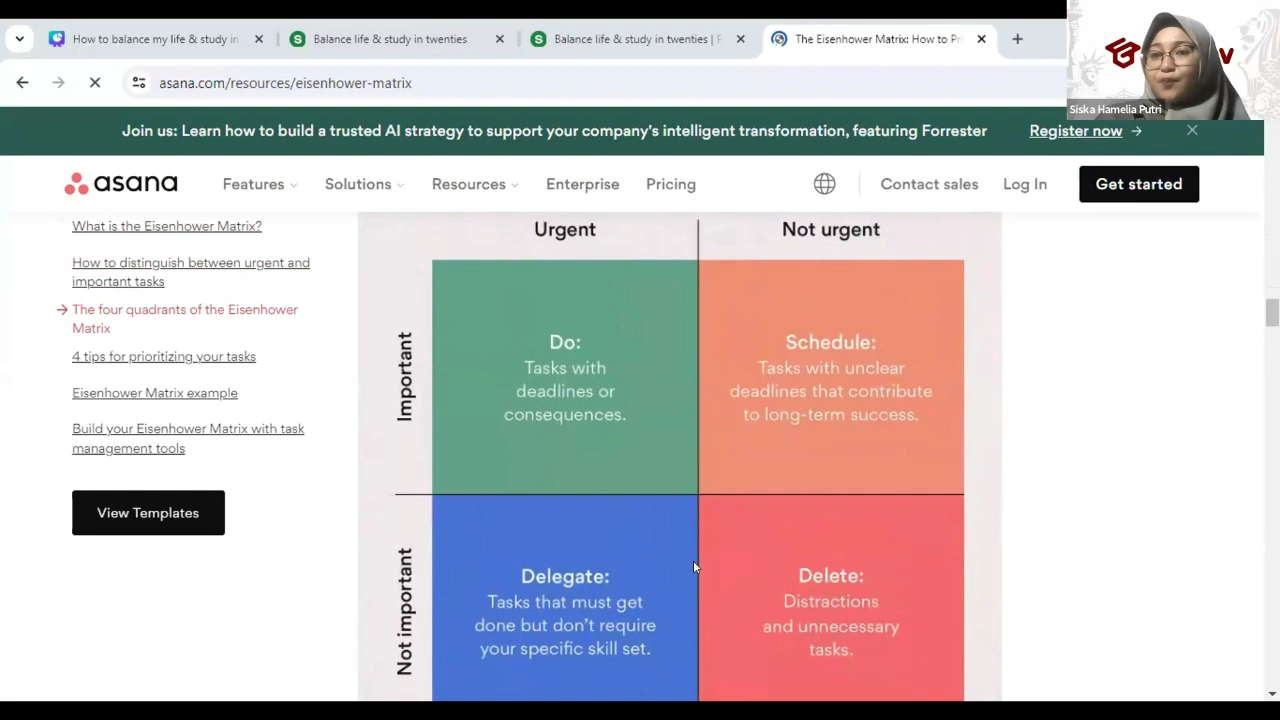 How to balance my life & study in
Balance life & study in twenties
Balance life & study in twenties | F
The Eisenhower Matrix: How to Pri
asana.com/resources/eisenhower-matrix
V
Siska Hamelia Putri
Join us: Learn how to build a trusted AI strategy to support your company's intelligent transformation, featuring Forrester
Register now →
asana
Features
Solutions
Resources
Enterprise
Pricing
Contact sales
Log In
Get started
What is the Eisenhower Matrix?
How to distinguish between urgent and
important tasks
→ The four quadrants of the Eisenhower
Matrix
4 tips for prioritizing your tasks
Eisenhower Matrix example
Build your Eisenhower Matrix with task
management tools
View Templates
Urgent
Not urgent
Important
Do:
Tasks with
deadlines or
consequences.
Schedule:
Tasks with unclear
deadlines that contribute
to long-term success.
Not important
Delegate:
Tasks that must get
done but don't require
your specific skill set.
Delete:
Distractions
and unnecessary
tasks.